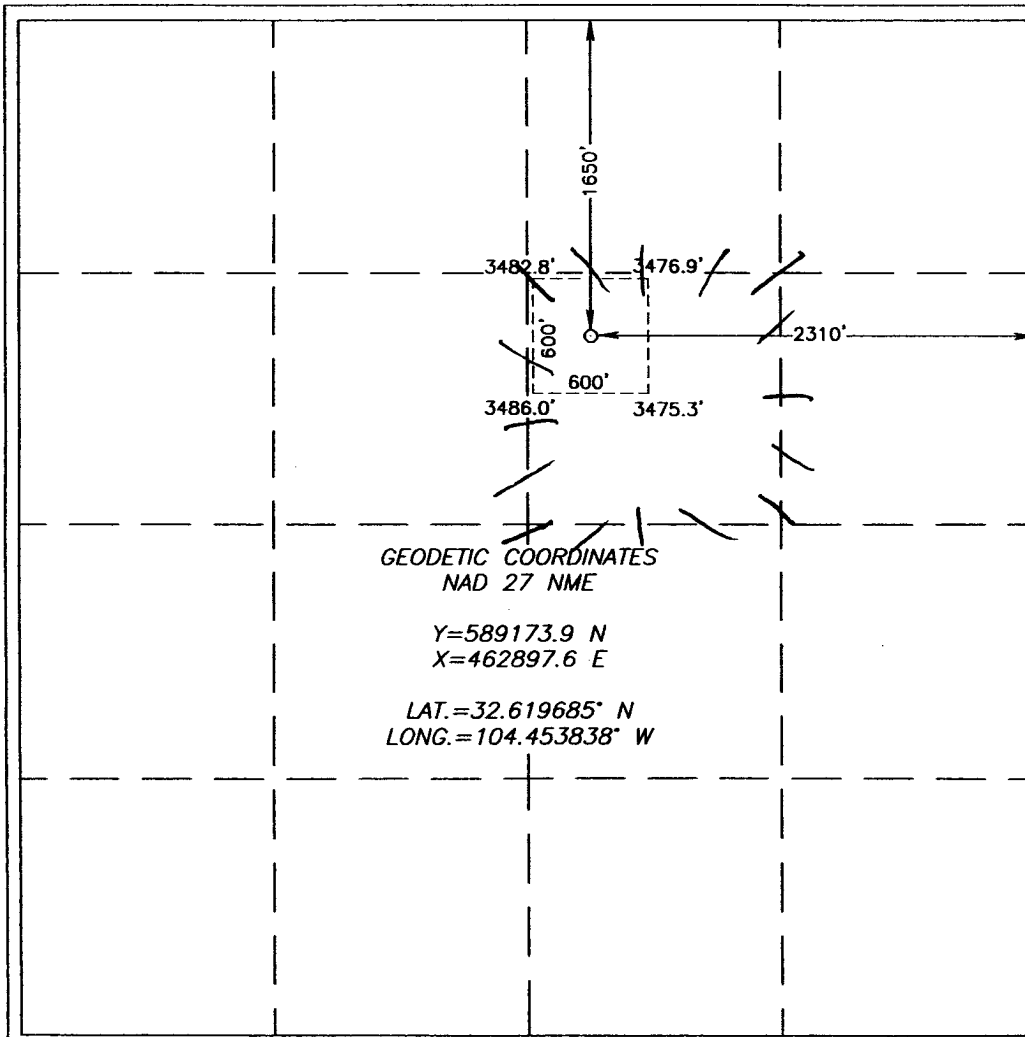 1650'
3482.8' 3476.9'
2310'
600'
600'
3486.0' 3475.3'
GEODETIC COORDINATES
NAD 27 NME
Y=589173.9 N
X=462897.6 E
LAT.=32.619685° N
LONG.=104.453838° W